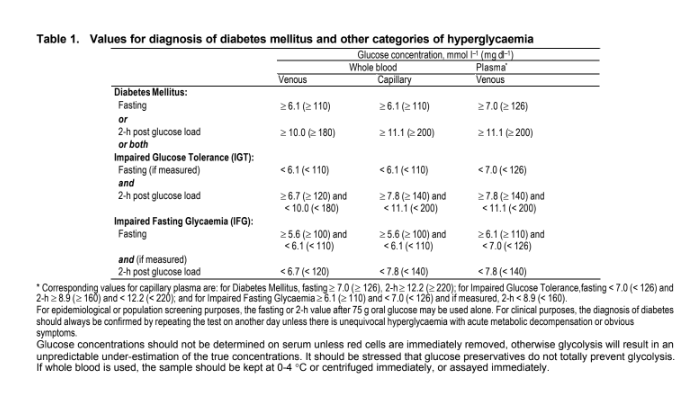 Table 1. Values for diagnosis of diabetes mellitus and other categories of hyperglycaemia
Glucose concentration, mmol l⁻¹ (mg dl⁻¹)
Whole blood Plasma*
Venous Capillary Venous
Diabetes Mellitus:
Fasting ≥ 6.1 (≥ 110) ≥ 6.1 (≥ 110) ≥ 7.0 (≥ 126)
or
2-h post glucose load ≥ 10.0 (≥ 180) ≥ 11.1 (≥ 200) ≥ 11.1 (≥ 200)
or both
Impaired Glucose Tolerance (IGT):
Fasting (if measured) < 6.1 (< 110) < 6.1 (< 110) < 7.0 (< 126)
and
2-h post glucose load ≥ 6.7 (≥ 120) and ≥ 7.8 (≥ 140) and ≥ 7.8 (≥ 140) and
< 10.0 (< 180) < 11.1 (< 200) < 11.1 (< 200)
Impaired Fasting Glycaemia (IFG):
Fasting ≥ 5.6 (≥ 100) and ≥ 5.6 (≥ 100) and ≥ 6.1 (≥ 110) and
< 6.1 (< 110) < 6.1 (< 110) < 7.0 (< 126)
and (if measured)
2-h post glucose load < 6.7 (< 120) < 7.8 (< 140) < 7.8 (< 140)
* Corresponding values for capillary plasma are: for Diabetes Mellitus, fasting ≥ 7.0 (≥ 126), 2-h ≥ 12.2 (≥ 220); for Impaired Glucose Tolerance, fasting < 7.0 (< 126) and
2-h ≥ 8.9 (≥ 160) and < 12.2 (< 220); and for Impaired Fasting Glycaemia ≥ 6.1 (≥ 110) and < 7.0 (< 126) and if measured, 2-h < 8.9 (< 160).
For epidemiological or population screening purposes, the fasting or 2-h value after 75 g oral glucose may be used alone. For clinical purposes, the diagnosis of diabetes
should always be confirmed by repeating the test on another day unless there is unequivocal hyperglycaemia with acute metabolic decompensation or obvious
symptoms.
Glucose concentrations should not be determined on serum unless red cells are immediately removed, otherwise glycolysis will result in an
unpredictable under-estimation of the true concentrations. It should be stressed that glucose preservatives do not totally prevent glycolysis.
If whole blood is used, the sample should be kept at 0-4 °C or centrifuged immediately, or assayed immediately.